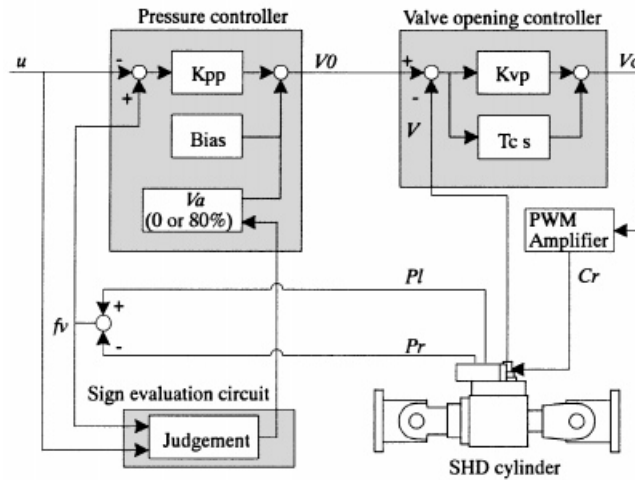 Pressure controller
Valve opening controller
u
-
+
Kpp
V0
+
-
V
Kvp
Vc
Bias
Tc s
Va
(0 or 80%)
PWM
Amplifier
Cr
fv
+
-
Pl
Pr
Sign evaluation circuit
Judgement
SHD cylinder